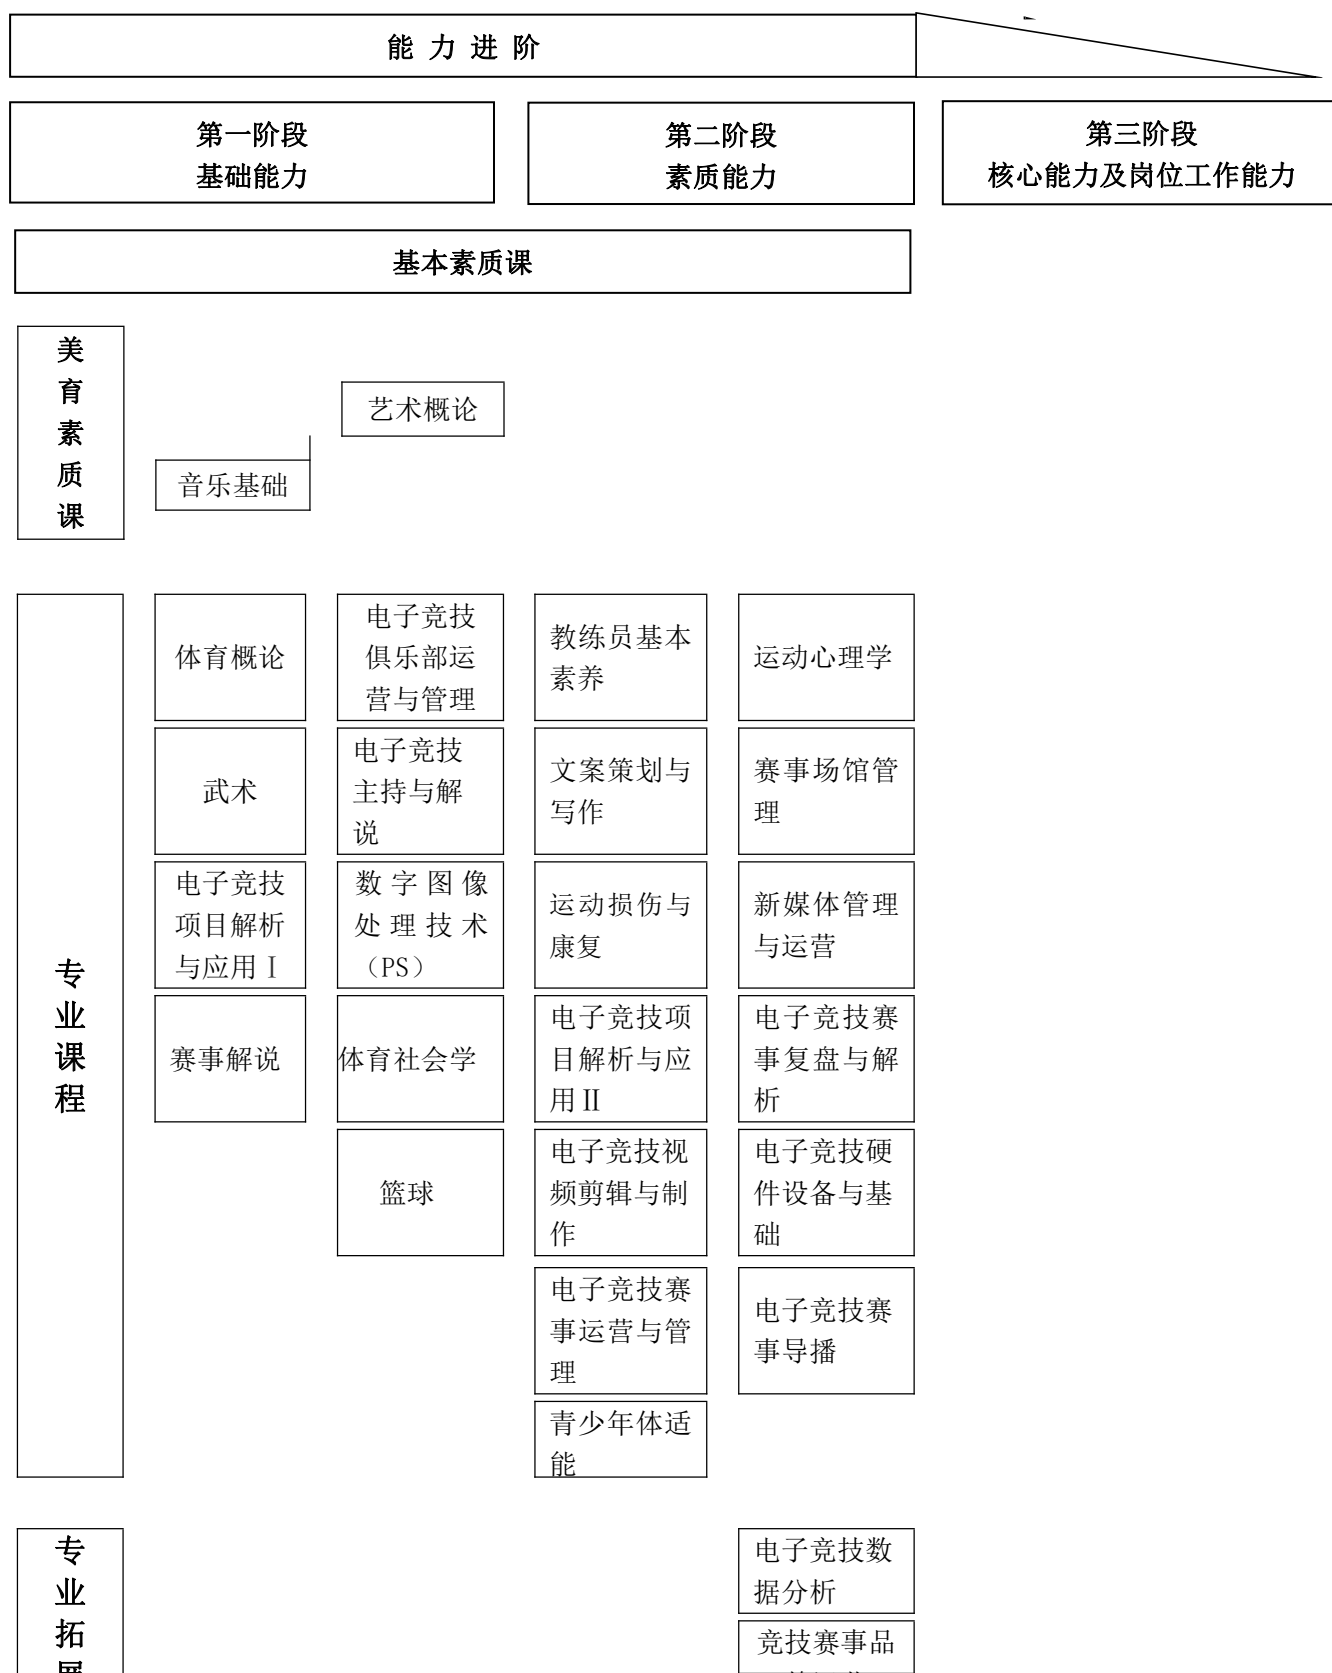 能 力 进 阶
第一阶段
基础能力
第二阶段
素质能力
第三阶段
核心能力及岗位工作能力
基本素质课
美
育
素
质
课
艺术概论
音乐基础
专
业
课
程
体育概论
电子竞技
俱乐部运
营与管理
教练员基本
素养
运动心理学
武术
电子竞技
主持与解
说
文案策划与
写作
赛事场馆管
理
电子竞技
项目解析
与应用Ⅰ
数字图像
处理技术
（PS）
运动损伤与
康复
新媒体管理
与运营
赛事解说
体育社会学
电子竞技项
目解析与应
用Ⅱ
电子竞技赛
事复盘与解
析
篮球
电子竞技视
频剪辑与制
作
电子竞技硬
件设备与基
础
电子竞技赛
事运营与管
理
电子竞技赛
事导播
青少年体适
能
专
业
拓
电子竞技数
据分析
竞技赛事品